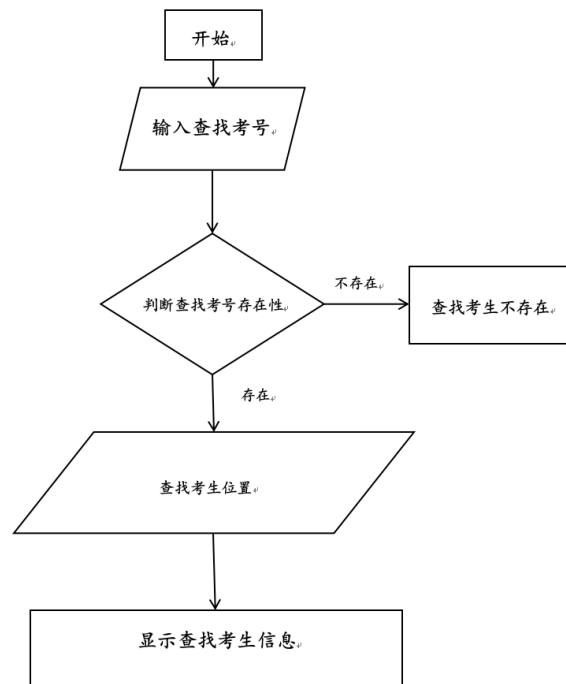 开始
输入查找考号
判断查找考号存在性
不存在
查找考生不存在
存在
查找考生位置
显示查找考生信息